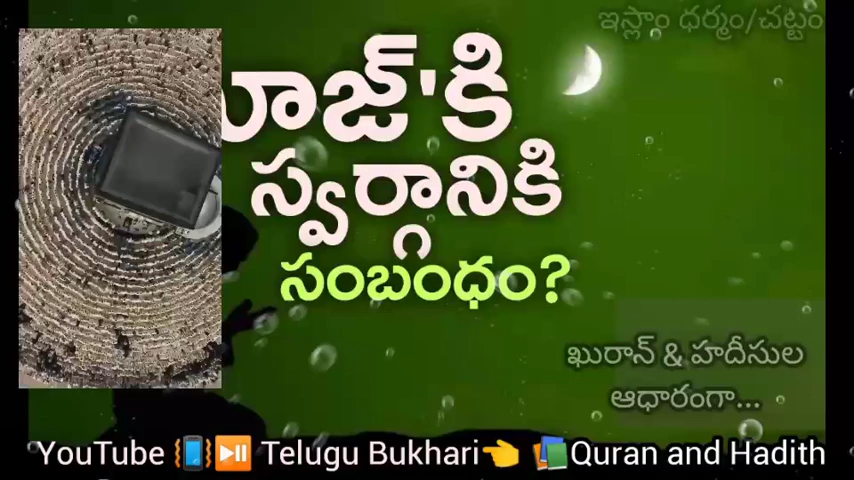 ఇస్లాం ధర్మం/చట్టం
స్వర్గానికి
సంబంధం?
ఖురాన్ & హదీసుల
ఆధారంగా...
YouTube 📱⏯ Telugu Bukhari👈 📚Quran and Hadith